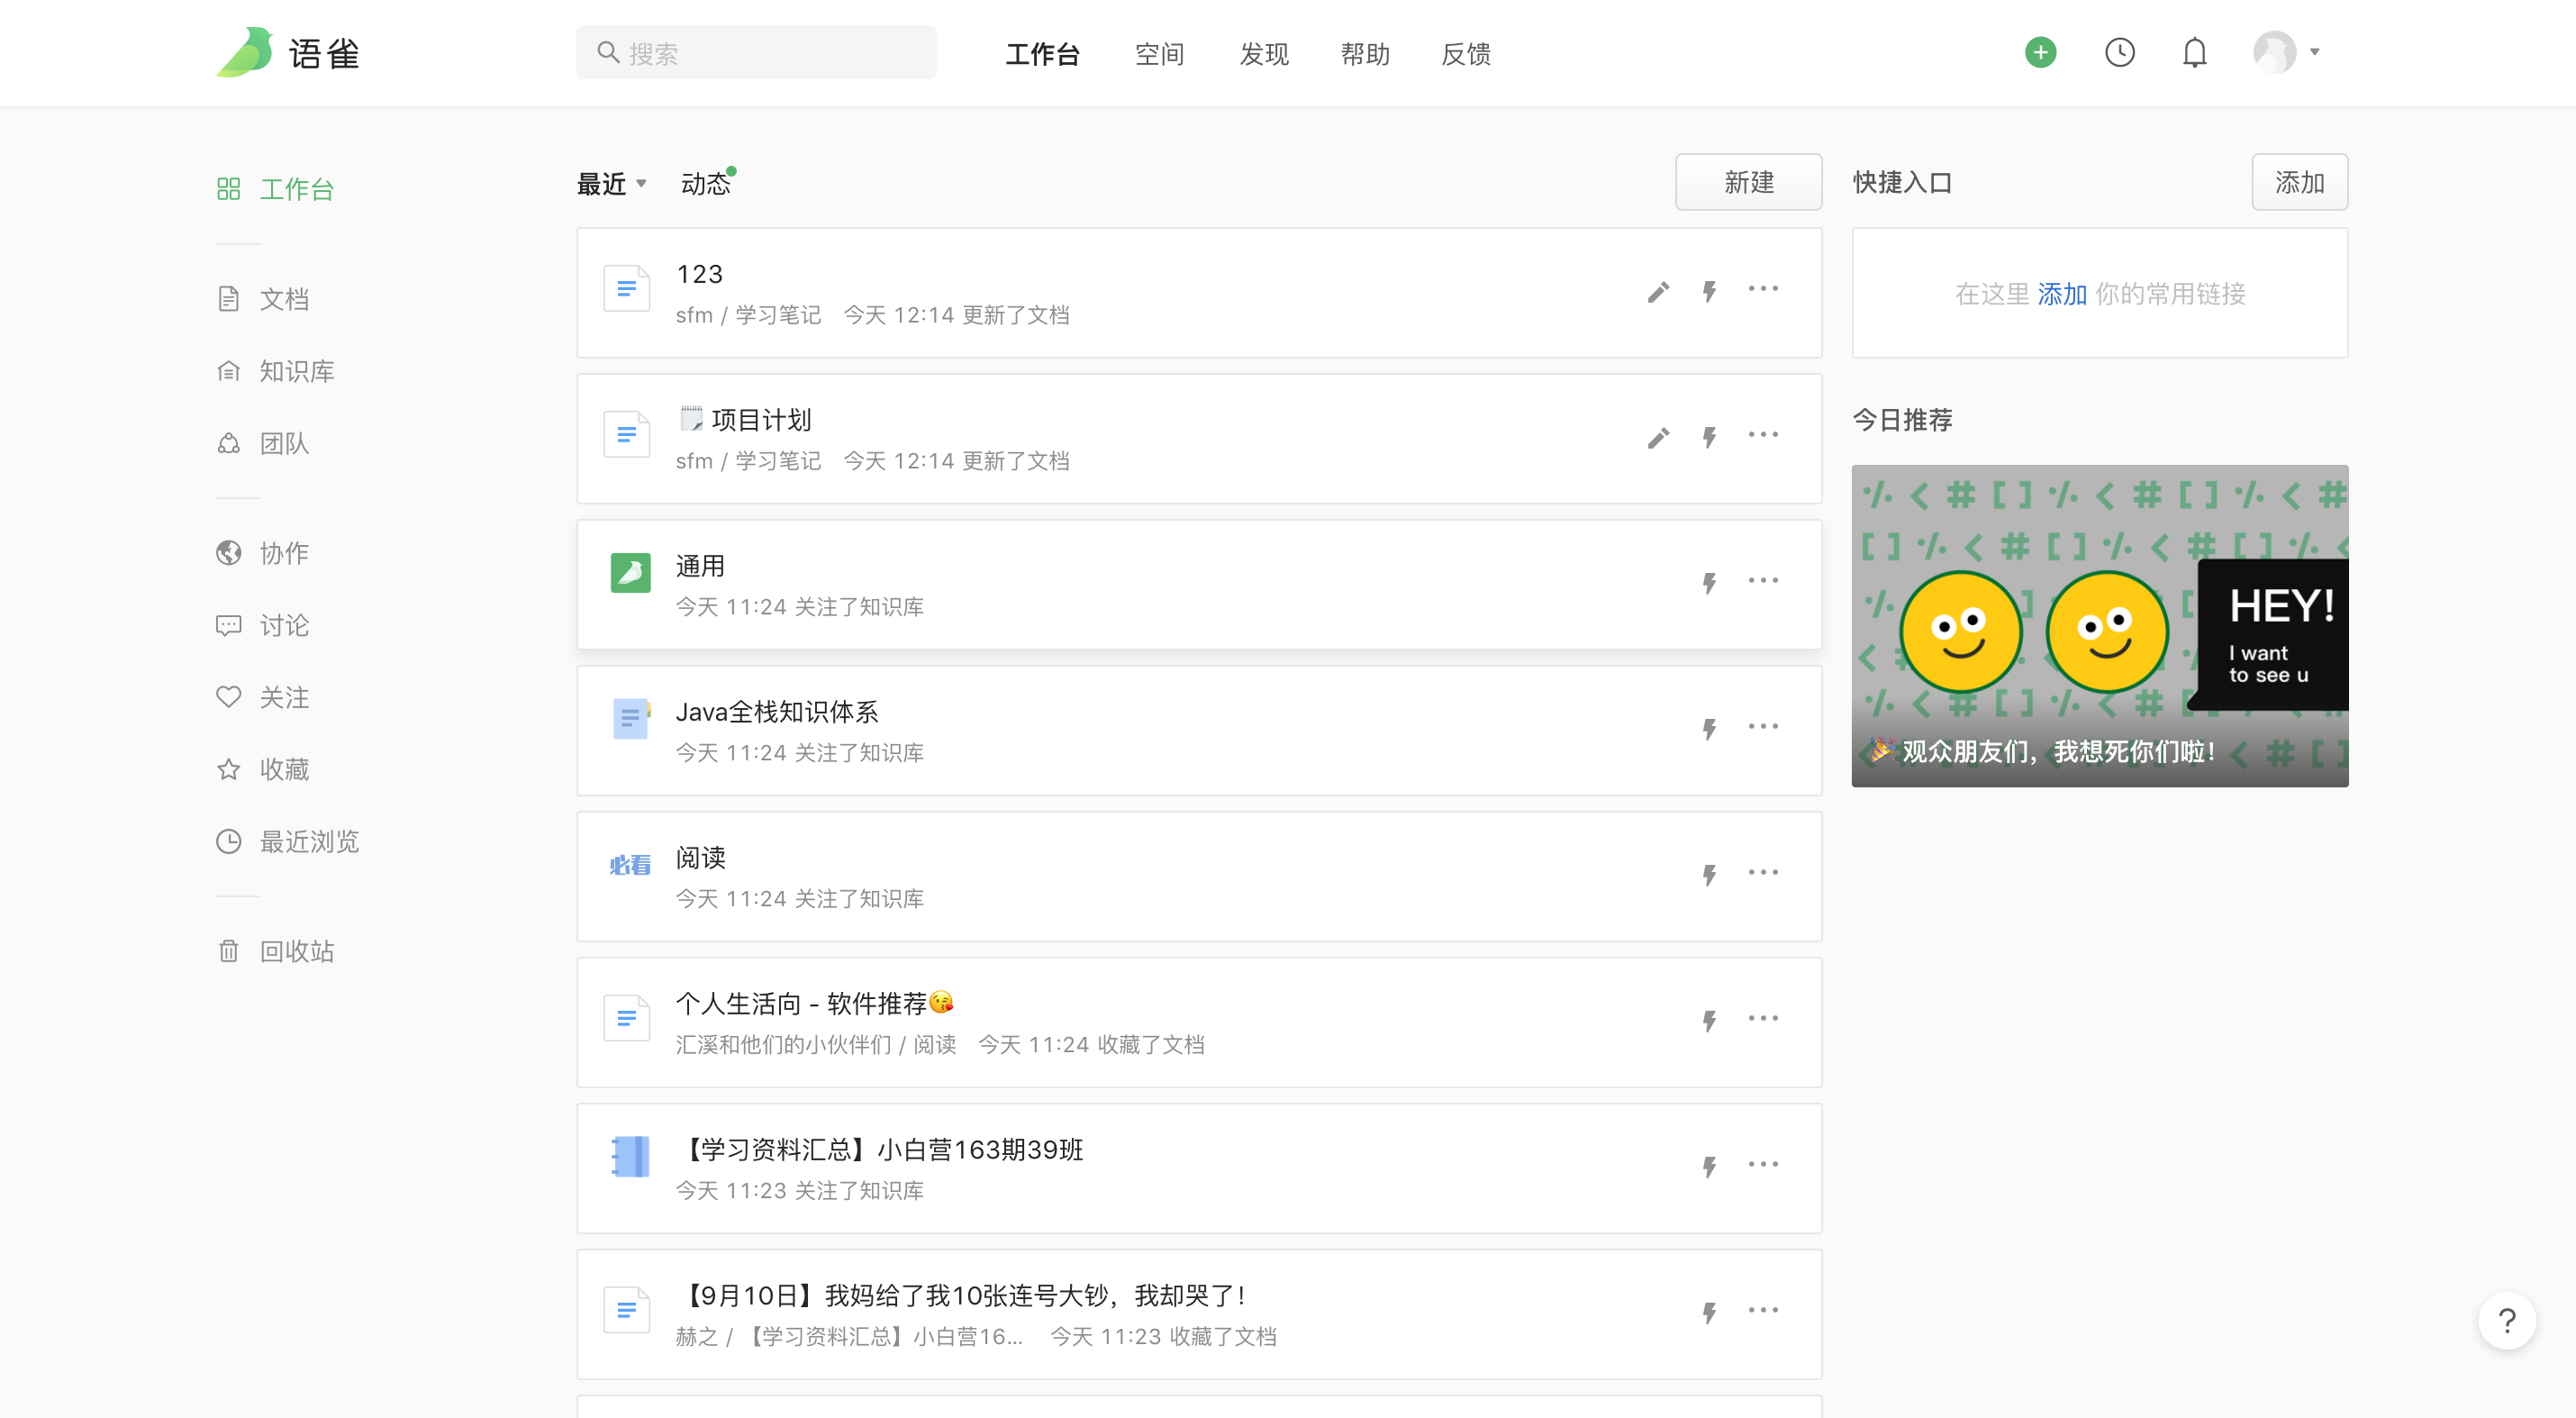 语雀
搜索
工作台 空间 发现 帮助 反馈
工作台
文档
知识库
团队
协作
讨论
关注
收藏
最近浏览
回收站
最近 动态 新建
123
sfm / 学习笔记 今天 12:14 更新了文档
项目计划
sfm / 学习笔记 今天 12:14 更新了文档
通用
今天 11:24 关注了知识库
Java全栈知识体系
今天 11:24 关注了知识库
必看
阅读
今天 11:24 关注了知识库
个人生活向 - 软件推荐😘
汇溪和他们的小伙伴们 / 阅读 今天 11:24 收藏了文档
【学习资料汇总】小白营163期39班
今天 11:23 关注了知识库
【9月10日】我妈给了我10张连号大钞，我却哭了！
赫之 / 【学习资料汇总】小白营16... 今天 11:23 收藏了文档
快捷入口 添加
在这里 添加 你的常用链接
今日推荐
HEY!
I want
to see u
🎉观众朋友们，我想死你们啦！
?